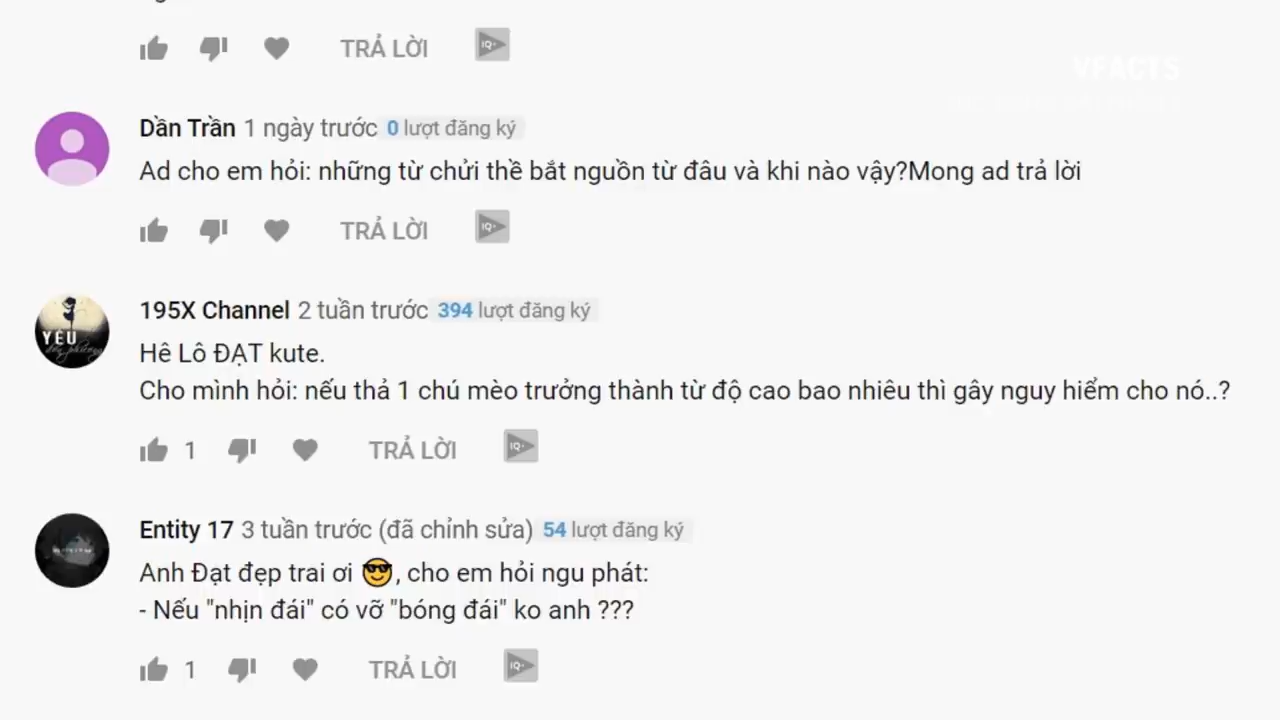 TRẢ LỜI
IQ+
VFACTS
Dần Trần 1 ngày trước 0 lượt đăng ký
Ad cho em hỏi: những từ chửi thề bắt nguồn từ đâu và khi nào vậy?Mong ad trả lời
TRẢ LỜI
IQ+
195X Channel 2 tuần trước 394 lượt đăng ký
YÊU
Hê Lô ĐẠT kute.
Cho mình hỏi: nếu thả 1 chú mèo trưởng thành từ độ cao bao nhiêu thì gây nguy hiểm cho nó..?
1 TRẢ LỜI
IQ+
Entity 17 3 tuần trước (đã chỉnh sửa) 54 lượt đăng ký
Anh Đạt đẹp trai ơi 😎, cho em hỏi ngu phát:
- Nếu "nhịn đái" có vỡ "bóng đái" ko anh ???
1 TRẢ LỜI
IQ+